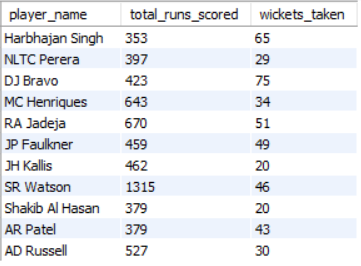 player_name total_runs_scored wickets_taken
Harbhajan Singh 353 65
NLTC Perera 397 29
DJ Bravo 423 75
MC Henriques 643 34
RA Jadeja 670 51
JP Faulkner 459 49
JH Kallis 462 20
SR Watson 1315 46
Shakib Al Hasan 379 20
AR Patel 379 43
AD Russell 527 30